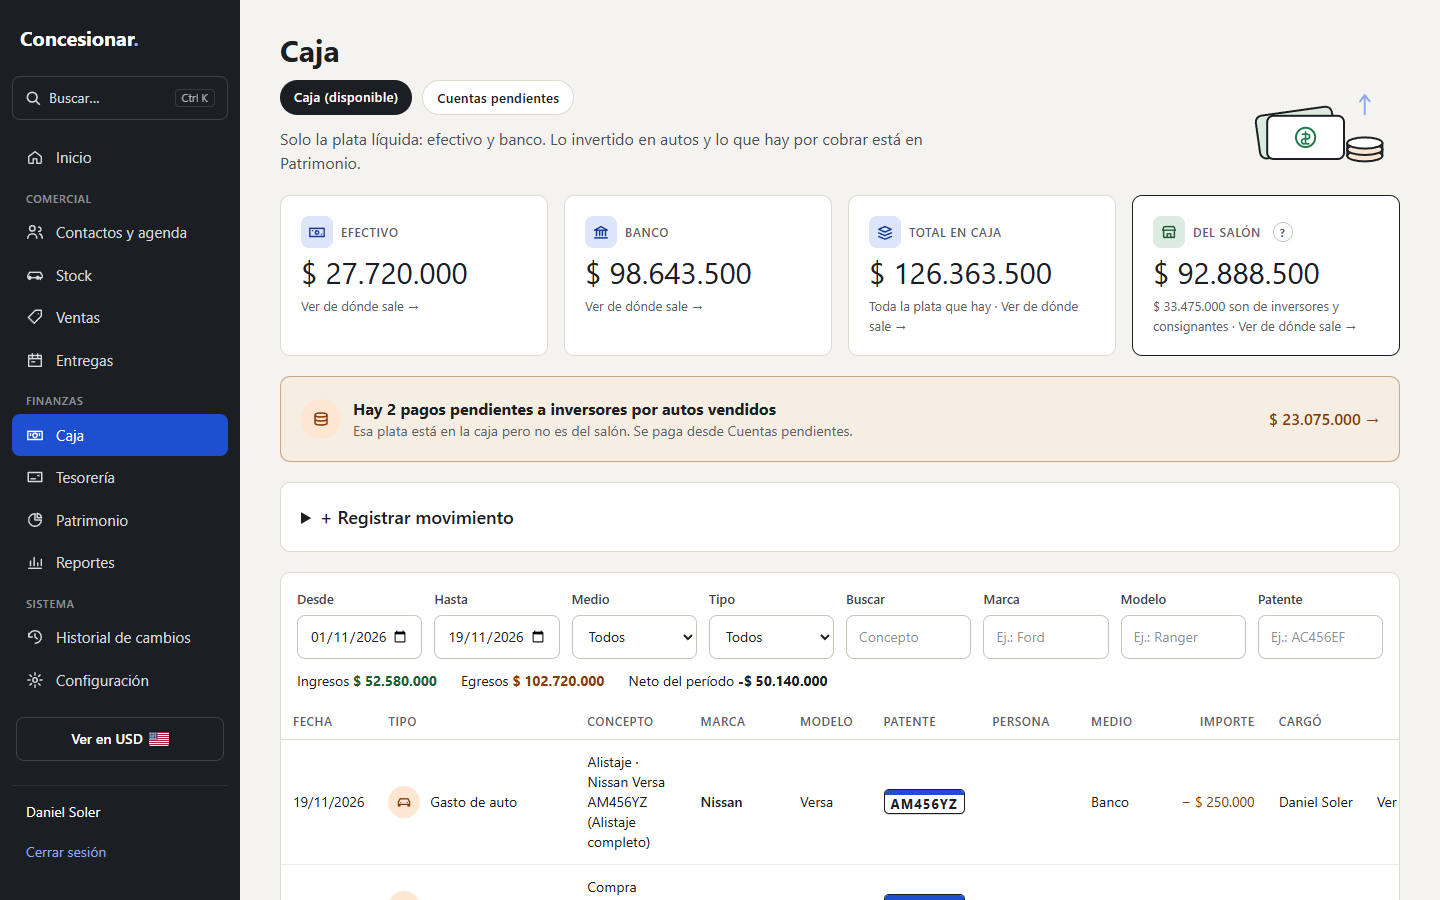 Concesionar.
Buscar...
Ctrl K
Inicio
COMERCIAL
Contactos y agenda
Stock
Ventas
Entregas
FINANZAS
Caja
Tesorería
Patrimonio
Reportes
SISTEMA
Historial de cambios
Configuración
Ver en USD
Daniel Soler
Cerrar sesión
Caja
Caja (disponible)
Cuentas pendientes
Solo la plata líquida: efectivo y banco. Lo invertido en autos y lo que hay por cobrar está en
Patrimonio.
EFECTIVO
$ 27.720.000
Ver de dónde sale →
BANCO
$ 98.643.500
Ver de dónde sale →
TOTAL EN CAJA
$ 126.363.500
Toda la plata que hay · Ver de dónde
sale →
DEL SALÓN ?
$ 92.888.500
$ 33.475.000 son de inversores y
consignantes · Ver de dónde sale →
Hay 2 pagos pendientes a inversores por autos vendidos
Esa plata está en la caja pero no es del salón. Se paga desde Cuentas pendientes.
$ 23.075.000 →
+ Registrar movimiento
Desde Hasta Medio Tipo Buscar Marca Modelo Patente
01/11/2026 19/11/2026 Todos Todos Concepto Ej.: Ford Ej.: Ranger Ej.: AC456EF
Ingresos $ 52.580.000 Egresos $ 102.720.000 Neto del período -$ 50.140.000
FECHA TIPO CONCEPTO MARCA MODELO PATENTE PERSONA MEDIO IMPORTE CARGÓ
19/11/2026 Gasto de auto
Alistaje ·
Nissan Versa
AM456YZ
(Alistaje
completo)
Nissan Versa AM456YZ Banco − $ 250.000 Daniel Soler Ver
Compra